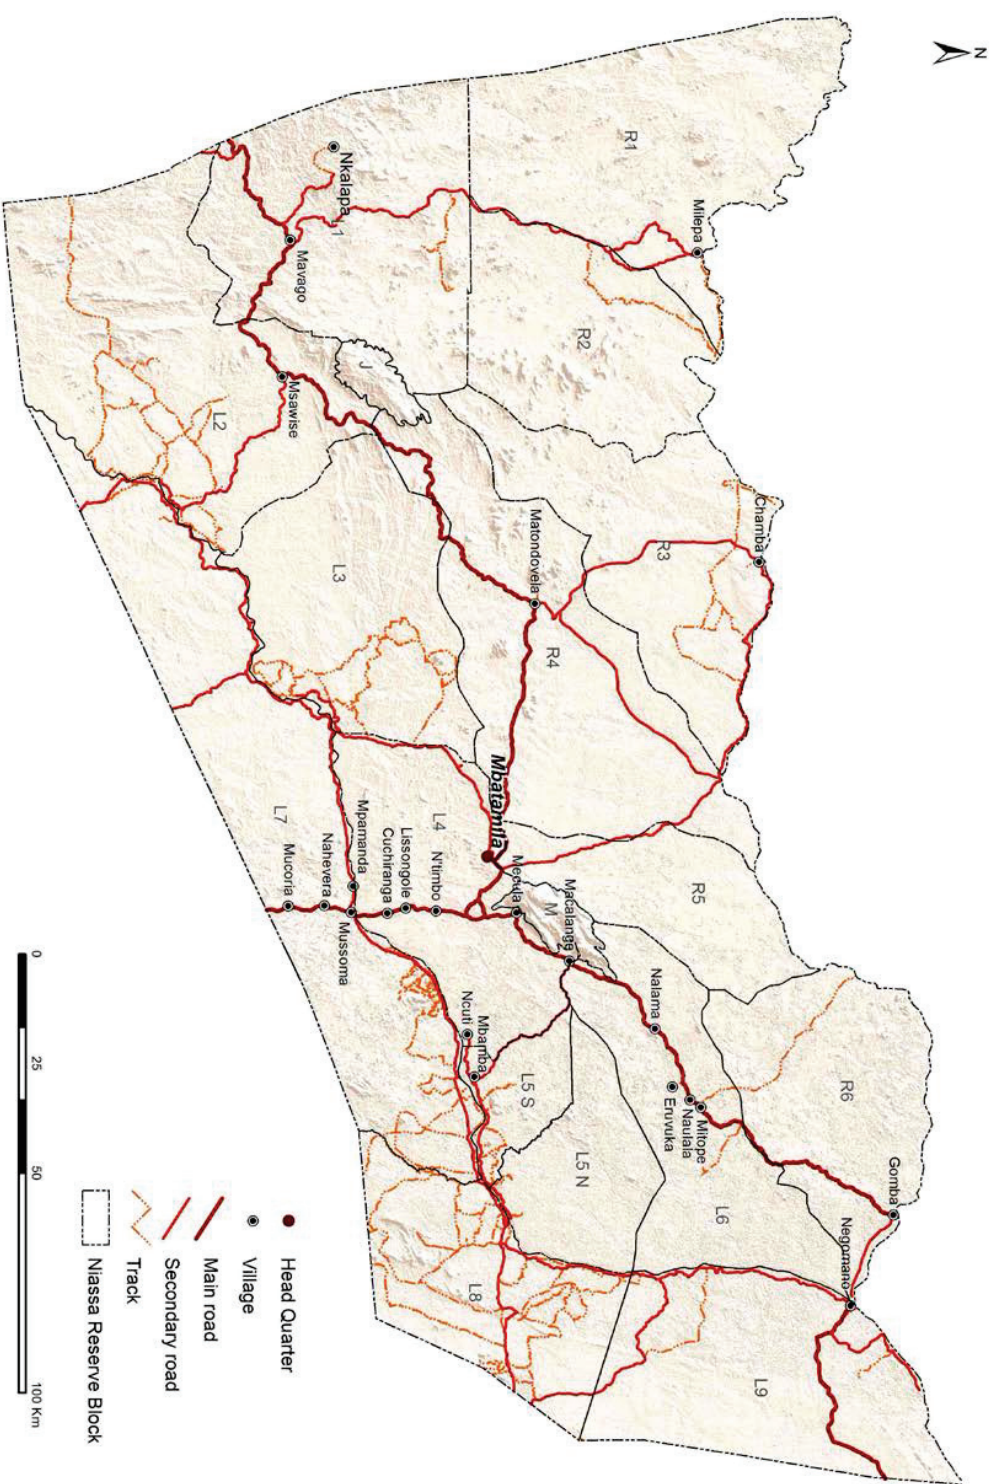 N
R1
Milepa
Nkalapa
L1
Mavago
R2
J
Msawise
L2
Chamba
R3
Matondovela
L3
R4
Mbatamila
Mecula
M
Macalange
R5
L4
N'timbo
Lissongole
Cuchiranga
Mpamanda
L7
Nahevera
Mucoria
Mussoma
Nalama
R6
Mitope
Naulala
Eruvuka
Ncuti
Mbamba
L5 S
L5 N
L6
Gomba
Negomano
L8
L9
Head Quarter
Village
Main road
Secondary road
Track
Niassa Reserve Block
0
25
50
100 Km